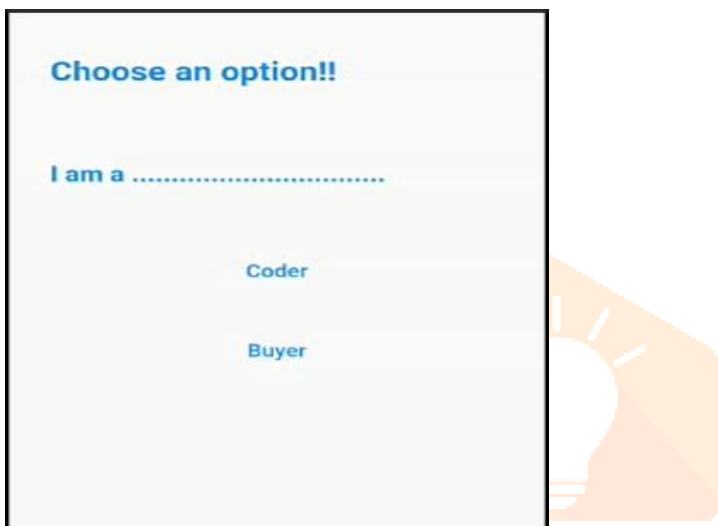 Choose an option!!
I am a ................................
Coder
Buyer